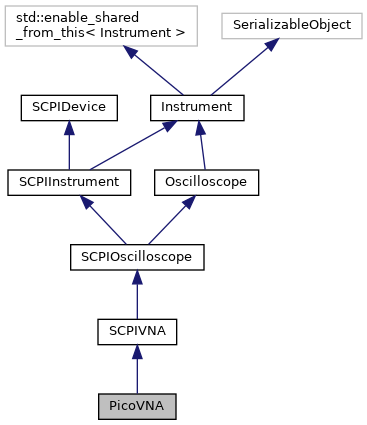 std::enable_shared
_from_this< Instrument >
SerializableObject
SCPIDevice
Instrument
SCPIInstrument
Oscilloscope
SCPIOscilloscope
SCPIVNA
PicoVNA